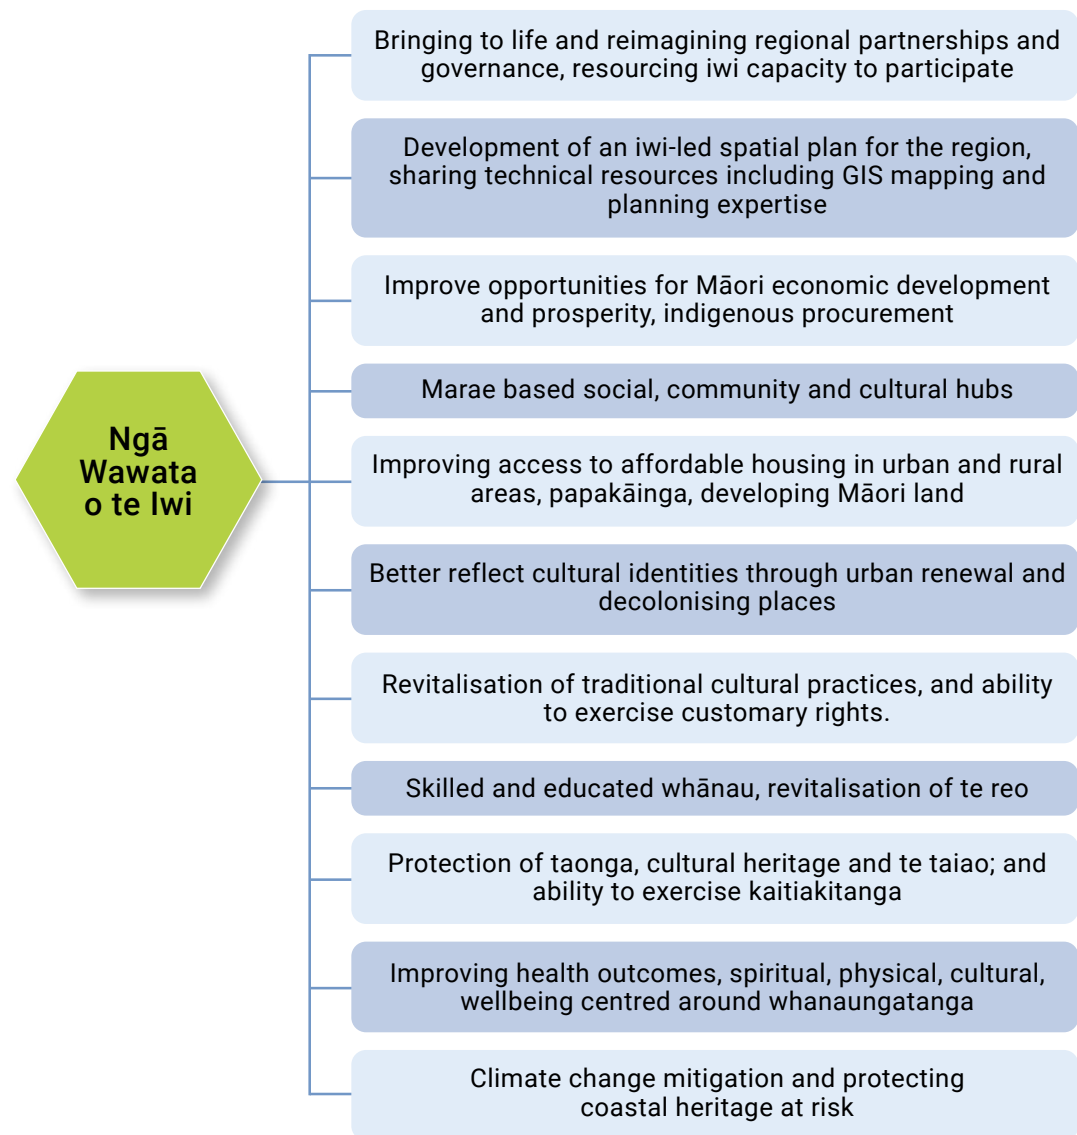 Ngā
Wawata
o te Iwi
Bringing to life and reimagining regional partnerships and
governance, resourcing iwi capacity to participate
Development of an iwi-led spatial plan for the region,
sharing technical resources including GIS mapping and
planning expertise
Improve opportunities for Māori economic development
and prosperity, indigenous procurement
Marae based social, community and cultural hubs
Improving access to affordable housing in urban and rural
areas, papakāinga, developing Māori land
Better reflect cultural identities through urban renewal and
decolonising places
Revitalisation of traditional cultural practices, and ability
to exercise customary rights.
Skilled and educated whānau, revitalisation of te reo
Protection of taonga, cultural heritage and te taiao; and
ability to exercise kaitiakitanga
Improving health outcomes, spiritual, physical, cultural,
wellbeing centred around whanaungatanga
Climate change mitigation and protecting
coastal heritage at risk